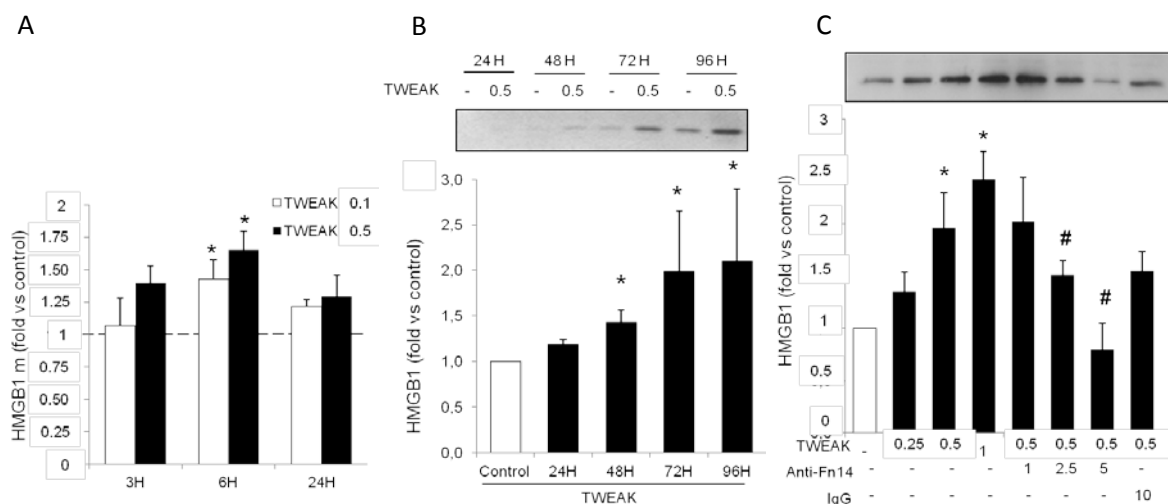 A
HMGB1 m (fold vs control)
2
1.75
1.50
1.25
1
0.75
0.50
0.25
0
TWEAK 0.1
TWEAK 0.5
*
*
3H 6H 24H
B
24H 48H 72H 96H
TWEAK - 0.5 - 0.5 - 0.5 - 0.5
HMGB1 (fold vs control)
3,0
2.5
2.0
1.5
1.0
0.5
0,0
*
*
*
Control 24H 48H 72H 96H
TWEAK
C
HMGB1 (fold vs control)
3
2.5
2
1.5
1
0.5
0
*
*
#
#
TWEAK - 0.25 0.5 1 0.5 0.5 0.5 0.5
Anti-Fn14 - - - - 1 2.5 5 -
IgG - - - - - - - 10